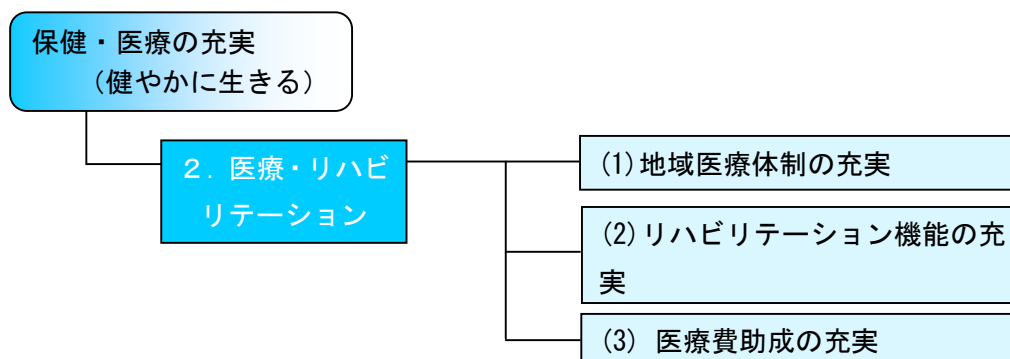 保健・医療の充実
（健やかに生きる）
２．医療・リハビ
リテーション
(1)地域医療体制の充実
(2)リハビリテーション機能の充
実
(3) 医療費助成の充実